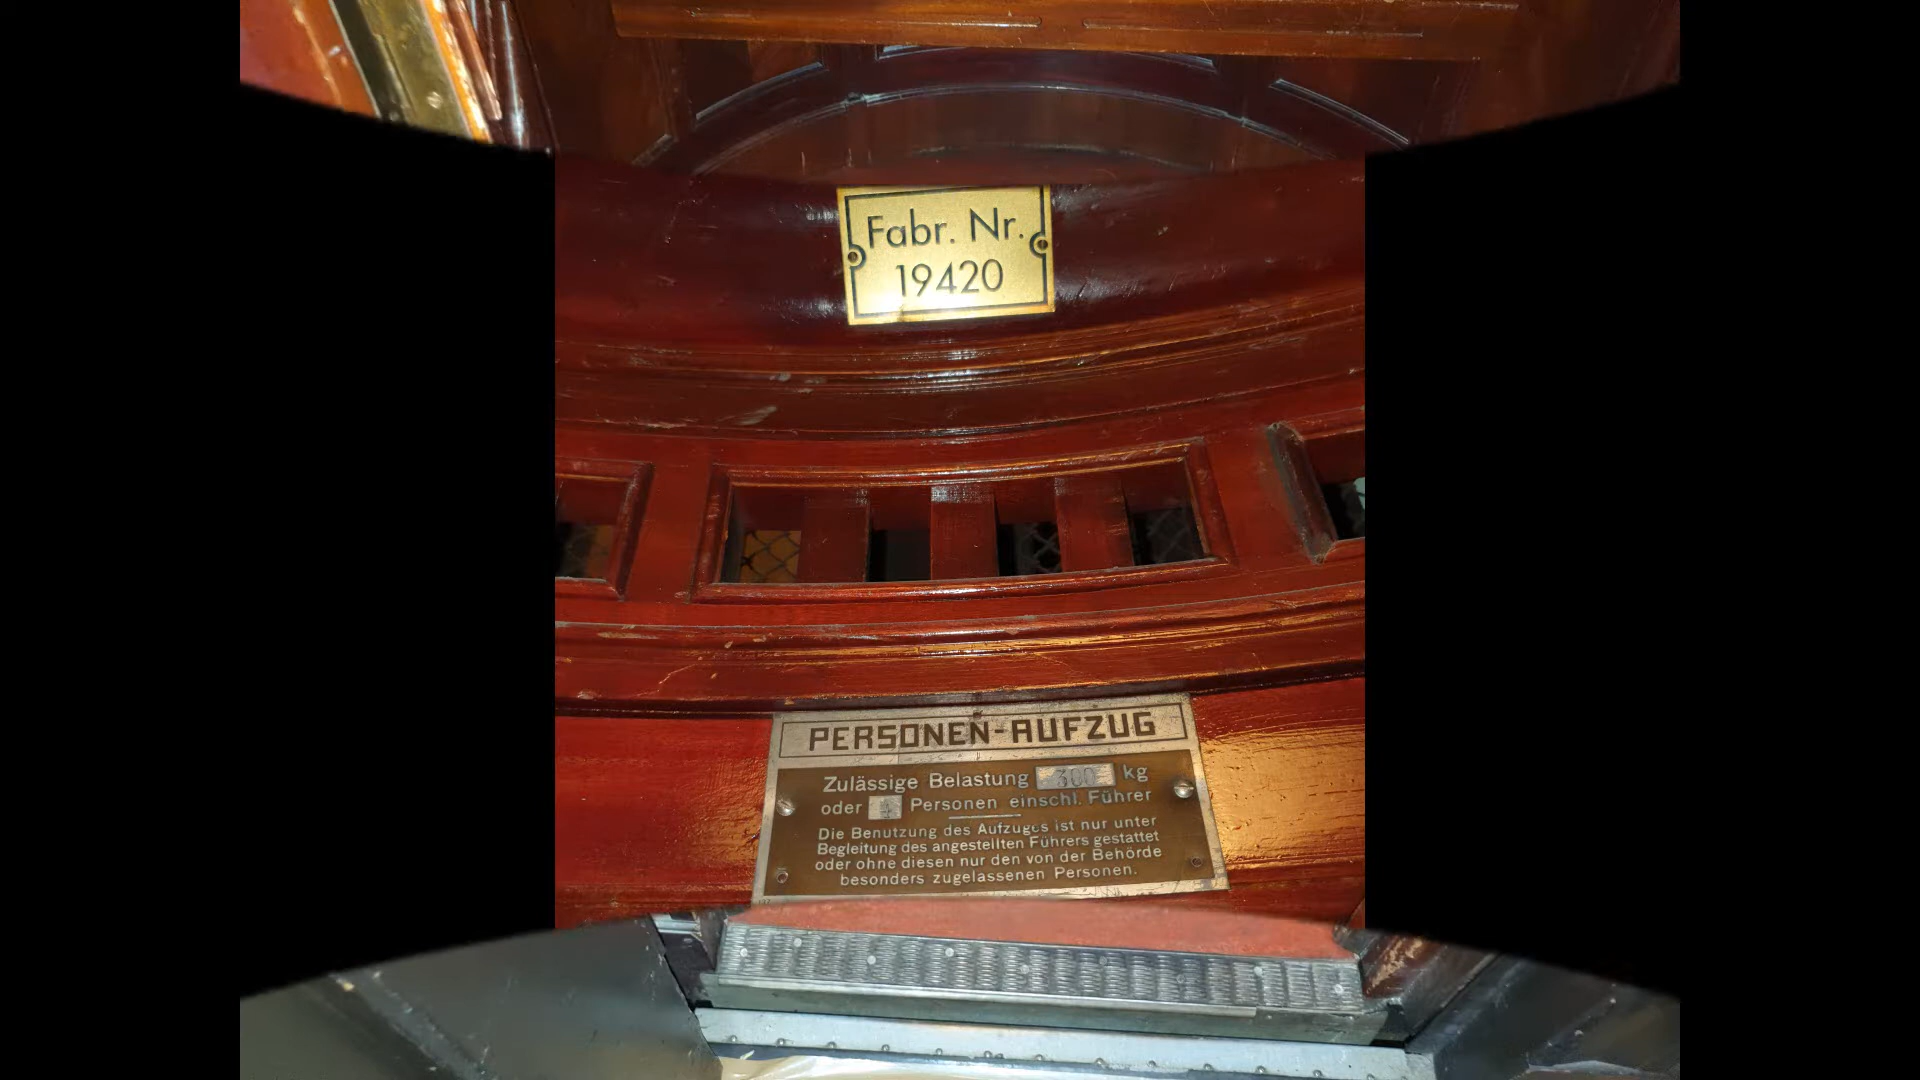 Fabr. Nr.
19420
PERSONEN-AUFZUG
Zulässige Belastung 300 kg
oder Personen einschl. Führer
Die Benutzung des Aufzuges ist nur unter
Begleitung des angestellten Führers gestattet
oder ohne diesen nur den von der Behörde
besonders zugelassenen Personen.